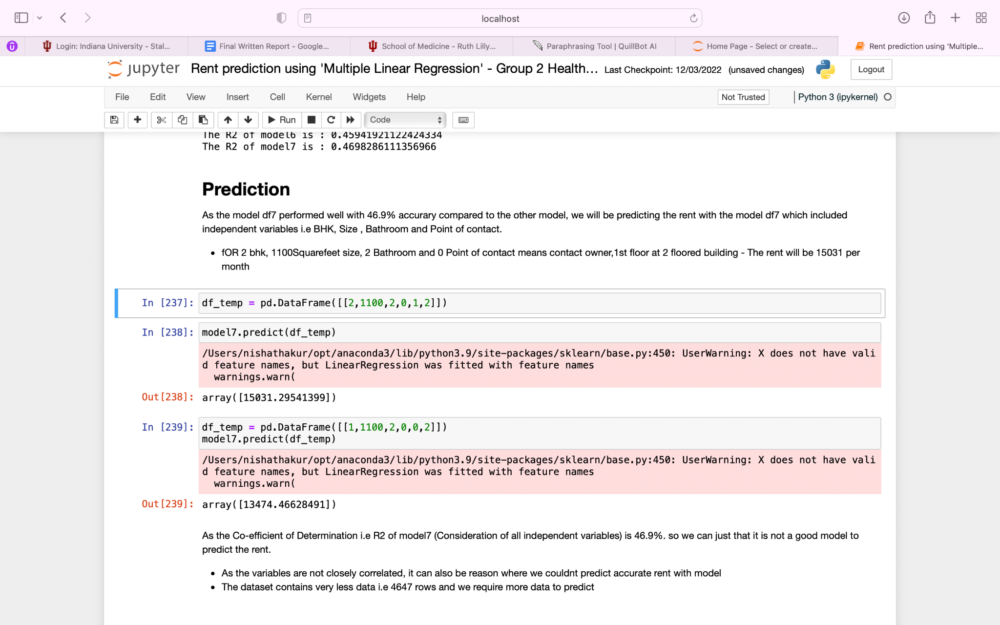 localhost
Login: Indiana University - Stal...
Final Written Report - Google...
School of Medicine - Ruth Lilly...
Paraphrasing Tool | QuillBot AI
Home Page - Select or create...
Rent prediction using 'Multiple...
jupyter Rent prediction using 'Multiple Linear Regression' - Group 2 Health... Last Checkpoint: 12/03/2022 (unsaved changes) Logout
File Edit View Insert Cell Kernel Widgets Help Not Trusted Python 3 (ipykernel)
Run Code
The R2 of model6 is : 0.45941921122424334
The R2 of model7 is : 0.4698286111356966
Prediction
As the model df7 performed well with 46.9% accurary compared to the other model, we will be predicting the rent with the model df7 which included
independent variables i.e BHK, Size , Bathroom and Point of contact.
• fOR 2 bhk, 1100Squarefeet size, 2 Bathroom and 0 Point of contact means contact owner,1st floor at 2 floored building - The rent will be 15031 per
month
In [237]: df_temp = pd.DataFrame([[2,1100,2,0,1,2]])
In [238]: model7.predict(df_temp)
/Users/nishathakur/opt/anaconda3/lib/python3.9/site-packages/sklearn/base.py:450: UserWarning: X does not have vali
d feature names, but LinearRegression was fitted with feature names
warnings.warn(
Out[238]: array([15031.29541399])
In [239]: df_temp = pd.DataFrame([[1,1100,2,0,0,2]])
model7.predict(df_temp)
/Users/nishathakur/opt/anaconda3/lib/python3.9/site-packages/sklearn/base.py:450: UserWarning: X does not have vali
d feature names, but LinearRegression was fitted with feature names
warnings.warn(
Out[239]: array([13474.46628491])
As the Co-efficient of Determination i.e R2 of model7 (Consideration of all independent variables) is 46.9%. so we can just that it is not a good model to
predict the rent.
• As the variables are not closely correlated, it can also be reason where we couldnt predict accurate rent with model
• The dataset contains very less data i.e 4647 rows and we require more data to predict